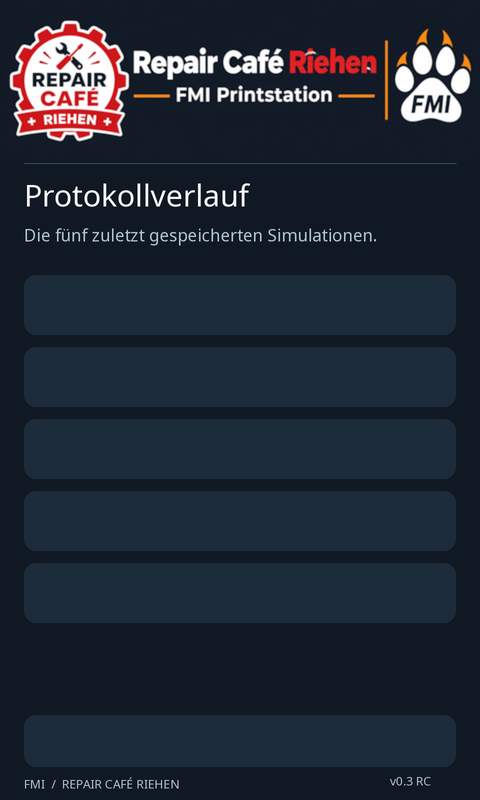 REPAIR
CAFÉ
RIEHEN
Repair Café Riehen
FMI Printstation
FMI
Protokollverlauf
Die fünf zuletzt gespeicherten Simulationen.
FMI / REPAIR CAFÉ RIEHEN
v0.3 RC